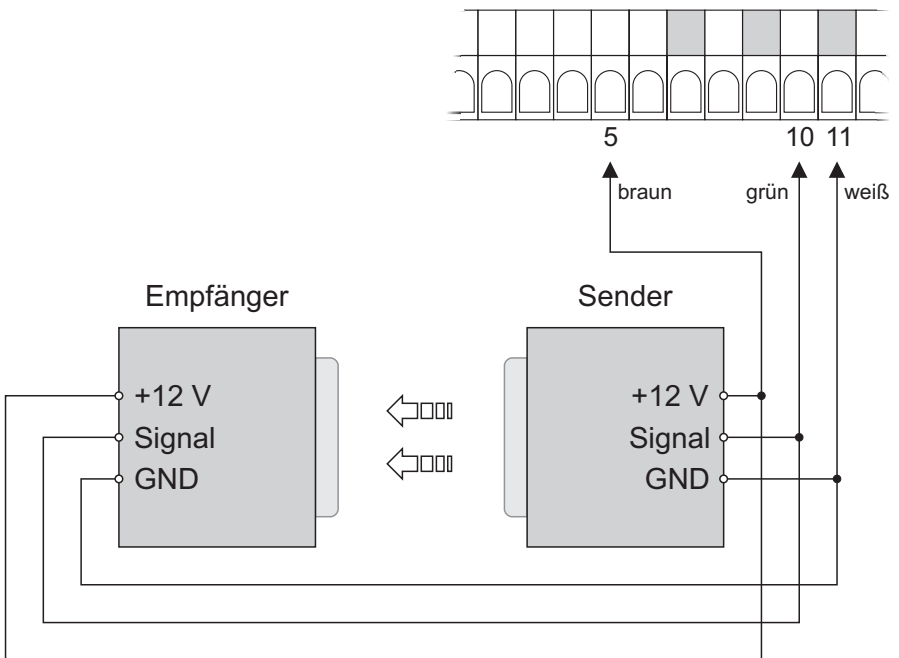 5 10 11
braun grün weiß
Empfänger Sender
+12 V +12 V
Signal Signal
GND GND